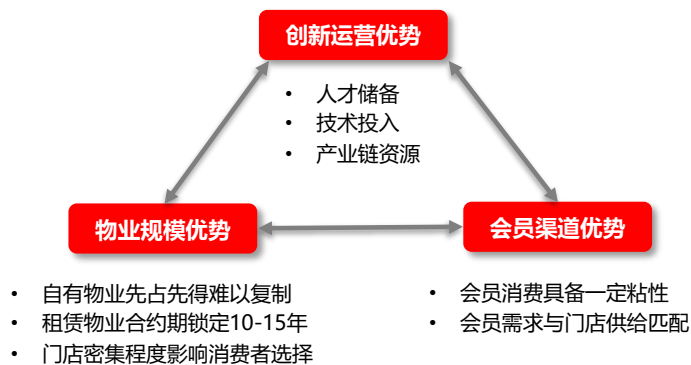 创新运营优势
• 人才储备
• 技术投入
• 产业链资源
物业规模优势
会员渠道优势
• 自有物业先占先得难以复制
• 租赁物业合约期锁定10-15年
• 门店密集程度影响消费者选择
• 会员消费具备一定粘性
• 会员需求与门店供给匹配